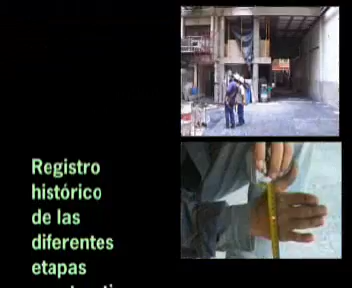 Registro
histórico
de las
diferentes
etapas